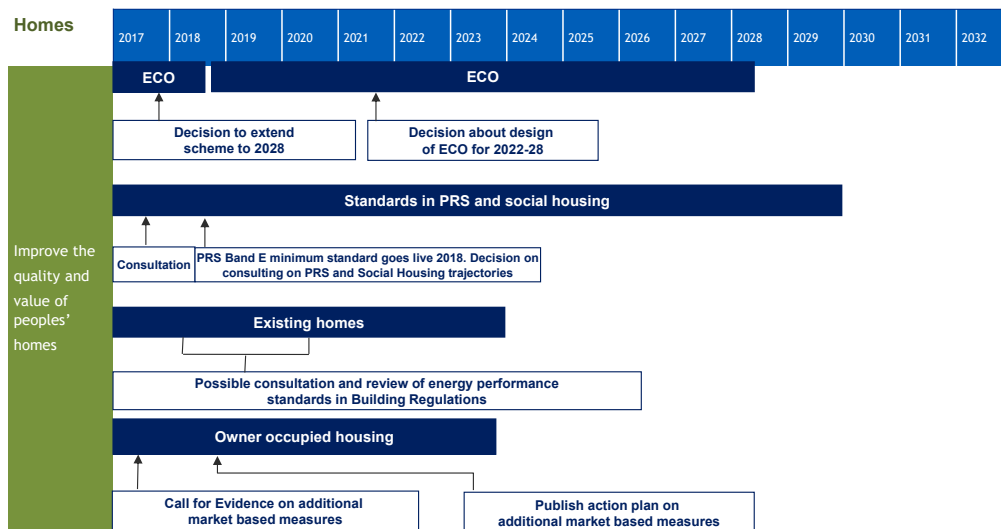 Homes
2017 2018 2019 2020 2021 2022 2023 2024 2025 2026 2027 2028 2029 2030 2031 2032
ECO
ECO
Decision to extend
scheme to 2028
Decision about design
of ECO for 2022-28
Standards in PRS and social housing
Consultation
PRS Band E minimum standard goes live 2018. Decision on
consulting on PRS and Social Housing trajectories
Improve the
quality and
value of
peoples’
homes
Existing homes
Possible consultation and review of energy performance
standards in Building Regulations
Owner occupied housing
Call for Evidence on additional
market based measures
Publish action plan on
additional market based measures